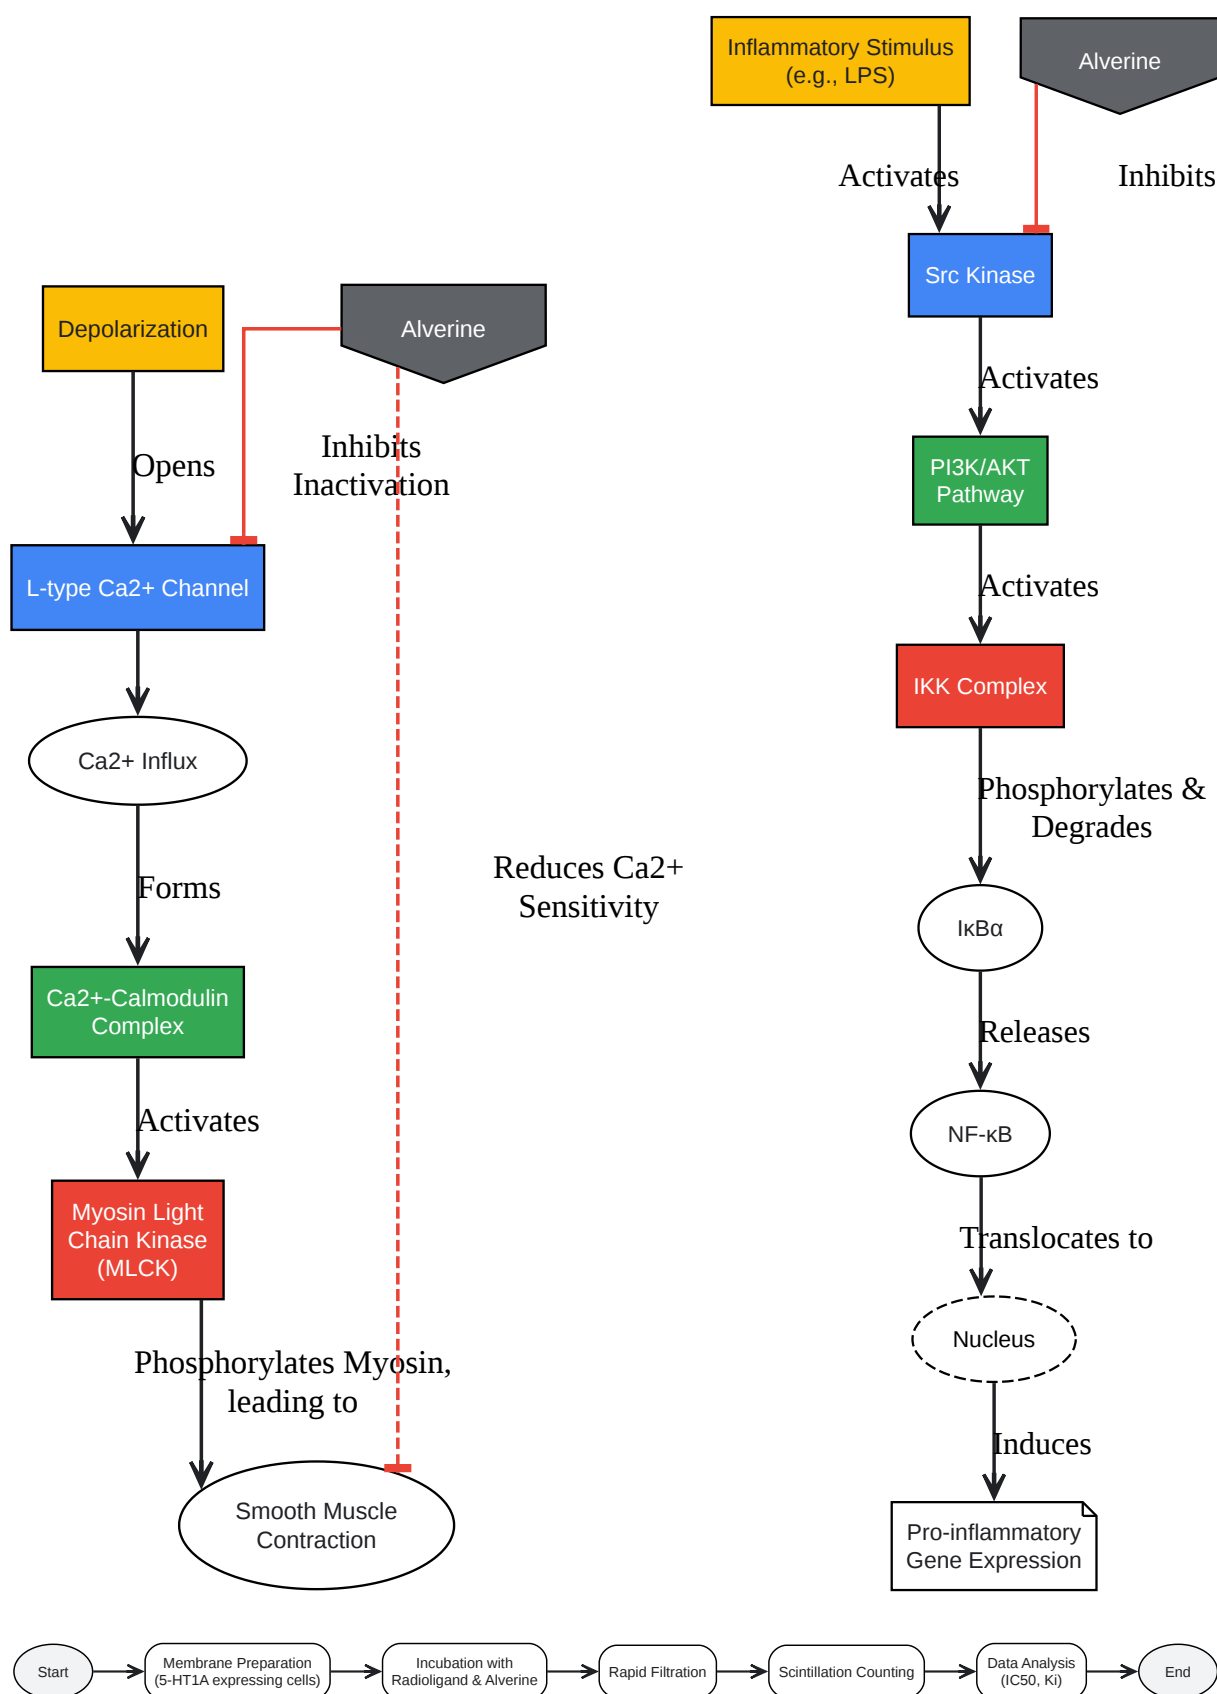 Depolarization
Alverine
Opens
Inhibits
Inactivation
L-type Ca2+ Channel
Ca2+ Influx
Reduces Ca2+
Sensitivity
Forms
Ca2+-Calmodulin
Complex
Activates
Myosin Light
Chain Kinase
(MLCK)
Phosphorylates Myosin,
leading to
Smooth Muscle
Contraction
Inflammatory Stimulus
(e.g., LPS)
Alverine
Activates
Inhibits
Src Kinase
Activates
PI3K/AKT
Pathway
Activates
IKK Complex
Phosphorylates &
Degrades
IκBα
Releases
NF-κB
Translocates to
Nucleus
Induces
Pro-inflammatory
Gene Expression
Start
Membrane Preparation
(5-HT1A expressing cells)
Incubation with
Radioligand & Alverine
Rapid Filtration
Scintillation Counting
Data Analysis
(IC50, Ki)
End